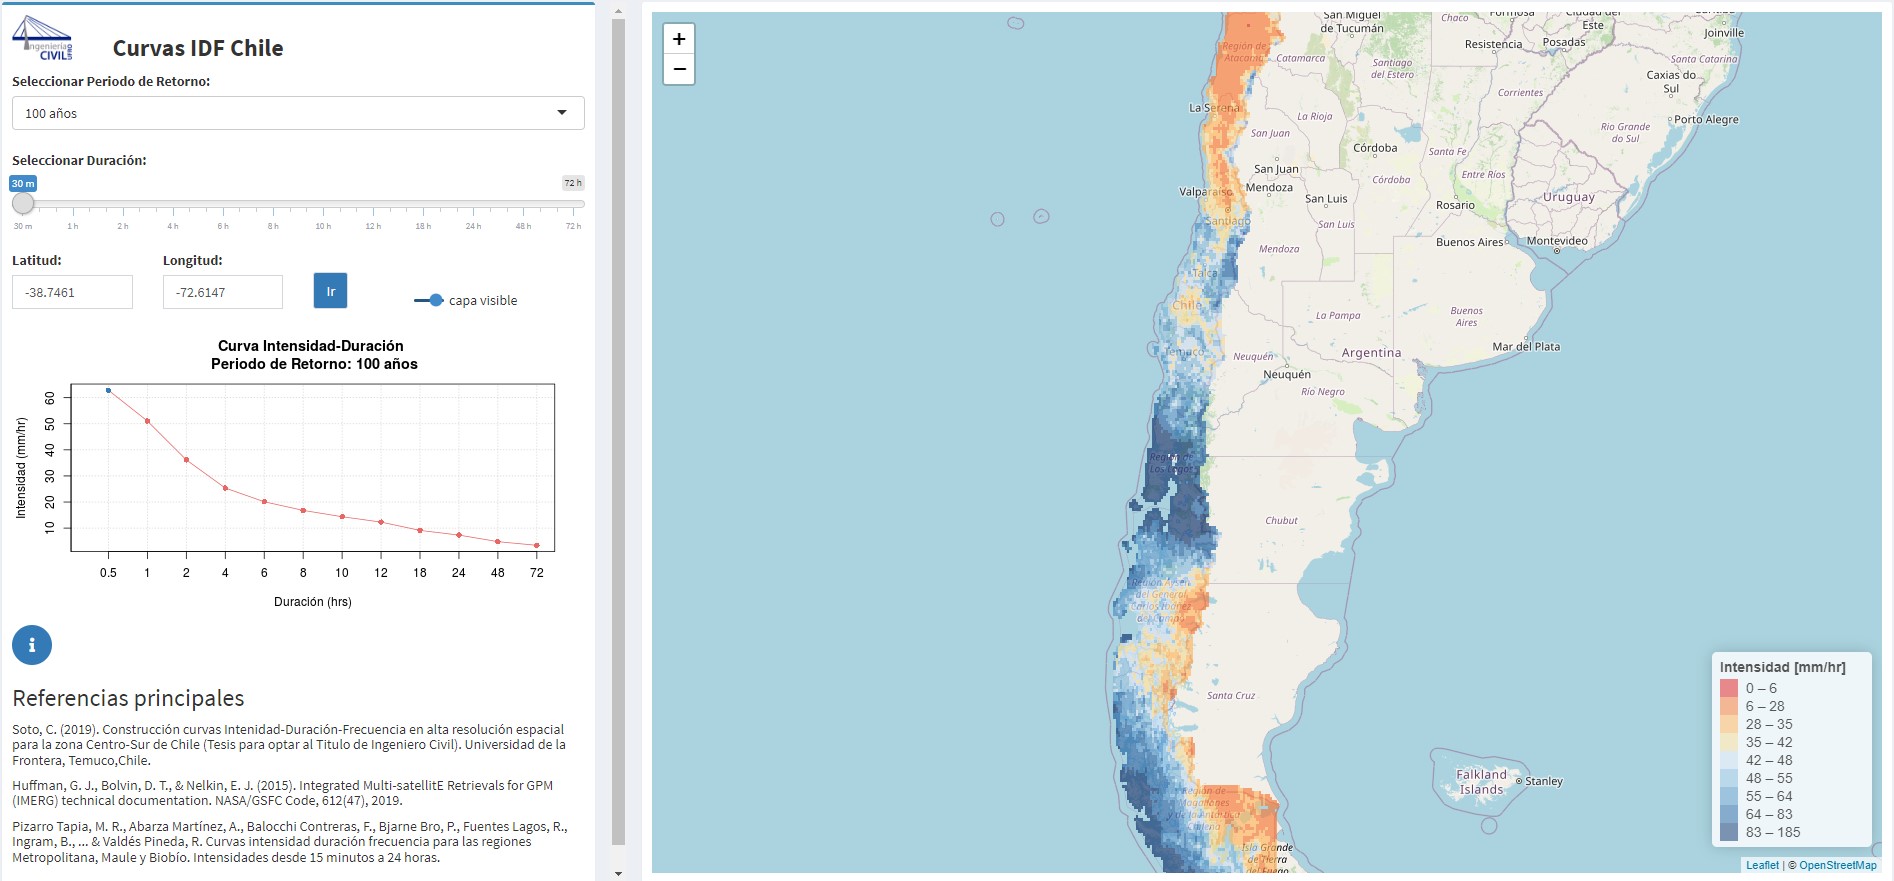 Ingeniería
CIVIL
Curvas IDF Chile
Seleccionar Periodo de Retorno:
100 años
Seleccionar Duración:
30 m
72 h
30 m 1 h 2 h 4 h 6 h 8 h 10 h 12 h 18 h 24 h 48 h 72 h
Latitud: Longitud:
-38.7461 -72.6147 Ir
capa visible
Curva Intensidad-Duración
Periodo de Retorno: 100 años
Intensidad (mm/hr)
60
50
40
30
20
10
0.5 1 2 4 6 8 10 12 18 24 48 72
Duración (hrs)
i
Referencias principales
Soto, C. (2019). Construcción curvas Intenidad-Duración-Frecuencia en alta resolución espacial
para la zona Centro-Sur de Chile (Tesis para optar al Titulo de Ingeniero Civil). Universidad de la
Frontera, Temuco,Chile.
Huffman, G. J., Bolvin, D. T., & Nelkin, E. J. (2015). Integrated Multi-satellitE Retrievals for GPM
(IMERG) technical documentation. NASA/GSFC Code, 612(47), 2019.
Pizarro Tapia, M. R., Abarza Martínez, A., Balocchi Contreras, F., Bjarne Bro, P., Fuentes Lagos, R.,
Ingram, B., ... & Valdés Pineda, R. Curvas intensidad duración frecuencia para las regiones
Metropolitana, Maule y Biobío. Intensidades desde 15 minutos a 24 horas.
+
−
San Miguel
de Tucumán
Chaco
Formosa
Ciudad del
Este
Joinville
Resistencia
Posadas
Santa Catarina
Región de
Atacama
Catamarca
Santiago
del Estero
Caxias do
Sul
Corrientes
La Serena
La Rioja
Porto Alegre
Rio Grande
do Sul
San Juan
Córdoba
Santa Fe
San Juan
Valparaíso
Mendoza
San Luis
Córdoba
Entre Ríos
Uruguay
Rosario
Santiago
San Luis
Mendoza
Buenos Aires
Montevideo
Talca
Chile
La Pampa
Buenos
Aires
Temuco
Neuquén
Argentina
Mar del Plata
Neuquén
Río Negro
Región de
Los Lagos
Chubut
Región Aysén
del General
Carlos Ibáñez
del Campo
Santa Cruz
Falkland
Islands
Stanley
Región de
Magallanes
y de la Antártica
Chilena
Isla Grande
de Tierra
del Fuego
Intensidad [mm/hr]
0 – 6
6 – 28
28 – 35
35 – 42
42 – 48
48 – 55
55 – 64
64 – 83
83 – 185
Leaflet | © OpenStreetMap